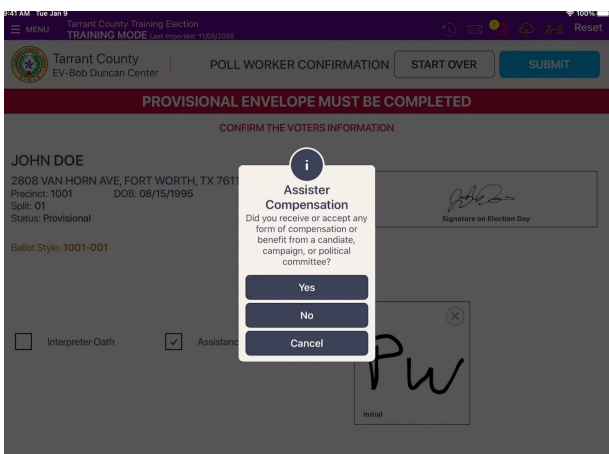 9:41 AM Tue Jan 9
100%
MENU
Tarrant County Training Election
TRAINING MODE Last Imported: 11/05/2035
Reset
Tarrant County
EV-Bob Duncan Center
POLL WORKER CONFIRMATION
START OVER
SUBMIT
PROVISIONAL ENVELOPE MUST BE COMPLETED
CONFIRM THE VOTERS INFORMATION
JOHN DOE
2808 VAN HORN AVE, FORT WORTH, TX 7611
Precinct: 1001 DOB: 08/15/1995
Split: 01
Status: Provisional
Ballot Style: 1001-001
Signature on Election Day
i
Assister
Compensation
Did you receive or accept any
form of compensation or
benefit from a candiate,
campaign, or political
committee?
Yes
No
Cancel
Interpreter Oath
Assistanc
PW
Initial